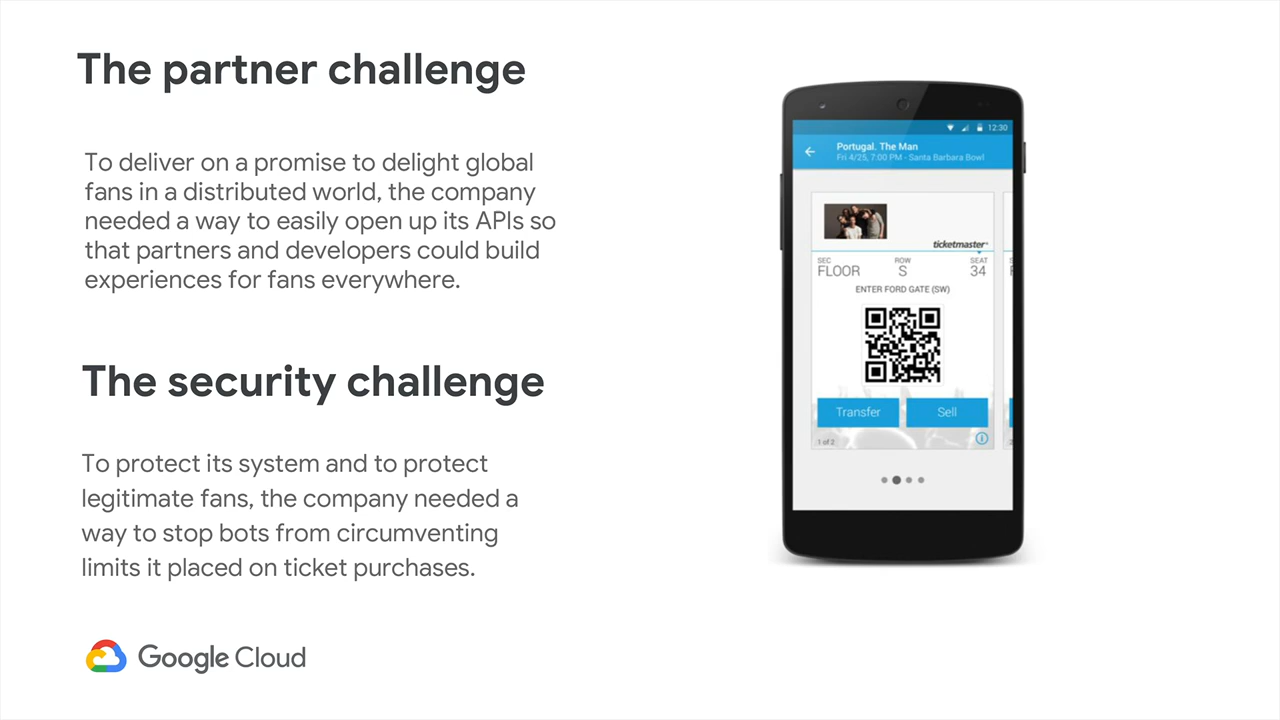 The partner challenge
To deliver on a promise to delight global
fans in a distributed world, the company
needed a way to easily open up its APIs so
that partners and developers could build
experiences for fans everywhere.
The security challenge
To protect its system and to protect
legitimate fans, the company needed a
way to stop bots from circumventing
limits it placed on ticket purchases.
Google Cloud
12:30
Portugal. The Man
Fri 4/25, 7:00 PM - Santa Barbara Bowl
ticketmaster
SEC ROW SEAT
FLOOR S 34
ENTER FORD GATE (SW)
Transfer Sell
1 of 2